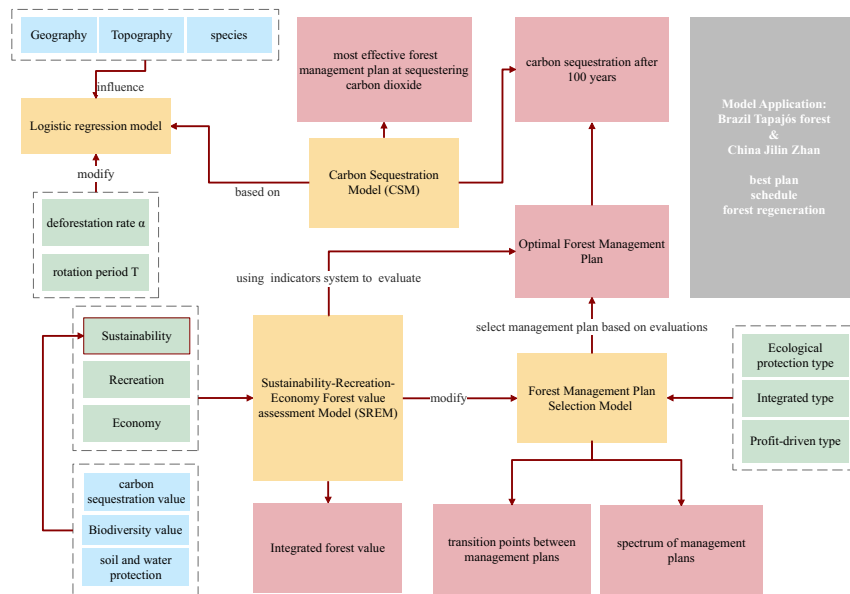 Geography
Topography
species
influence
Logistic regression model
modify
deforestation rate α
rotation period T
based on
most effective forest
management plan at sequestering
carbon dioxide
Carbon Sequestration
Model (CSM)
carbon sequestration after
100 years
Model Application:
Brazil Tapajós forest
&
China Jilin Zhan
best plan
schedule
forest regeneration
Optimal Forest Management
Plan
using indicators system to evaluate
select management plan based on evaluations
Sustainability
Recreation
Economy
Sustainability-Recreation-
Economy Forest value
assessment Model (SREM)
modify
Forest Management Plan
Selection Model
Ecological
protection type
Integrated type
Profit-driven type
carbon
sequestration value
Biodiversity value
soil and water
protection
Integrated forest value
transition points between
management plans
spectrum of management
plans